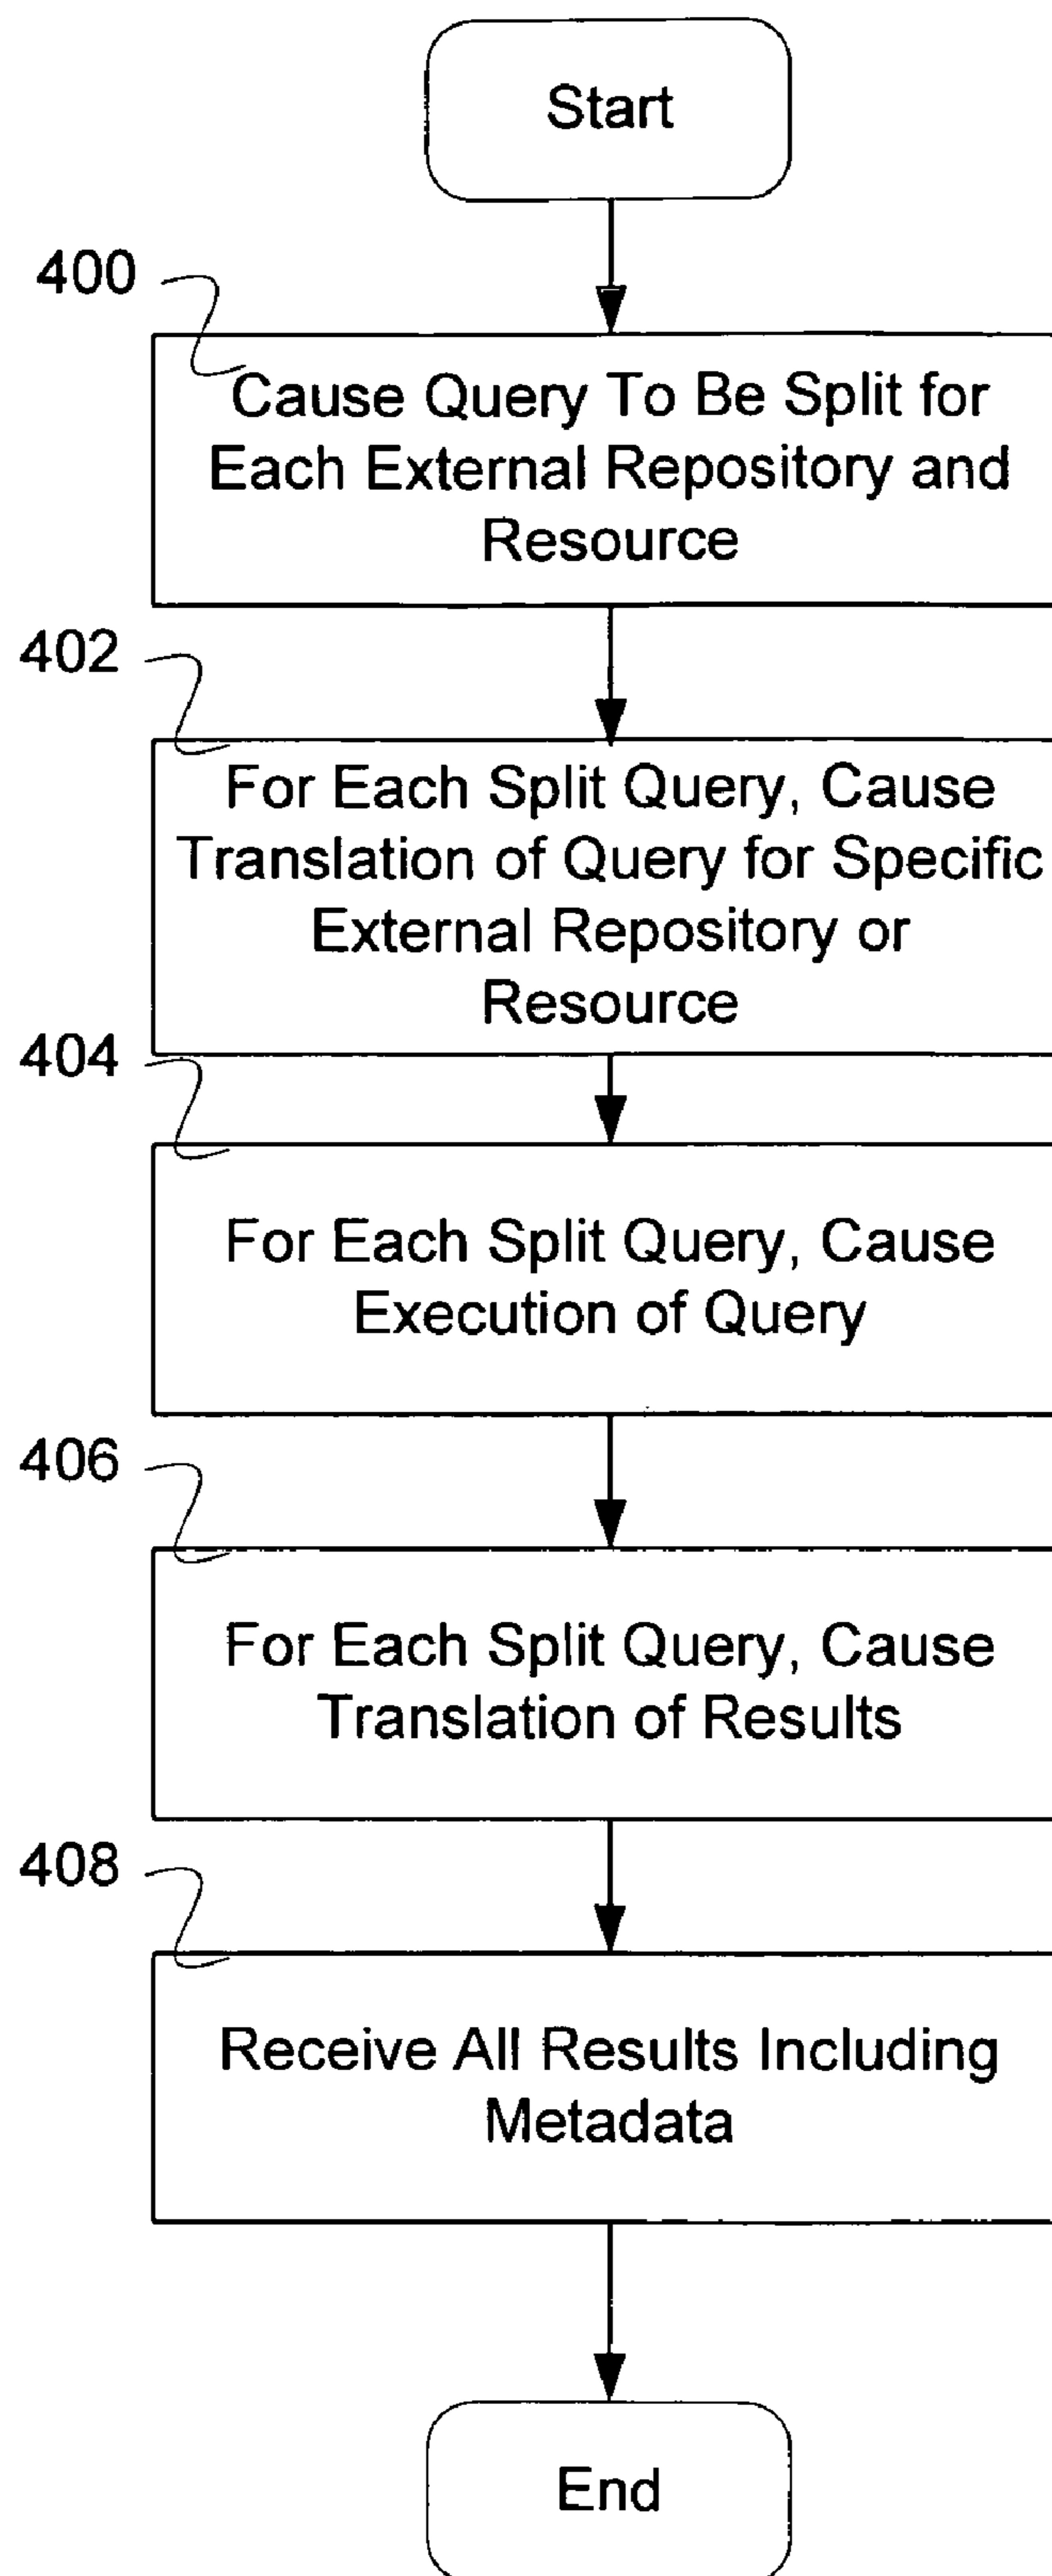 Start
400
Cause Query To Be Split for
Each External Repository and
Resource
402
For Each Split Query, Cause
Translation of Query for Specific
External Repository or
Resource
404
For Each Split Query, Cause
Execution of Query
406
For Each Split Query, Cause
Translation of Results
408
Receive All Results Including
Metadata
End